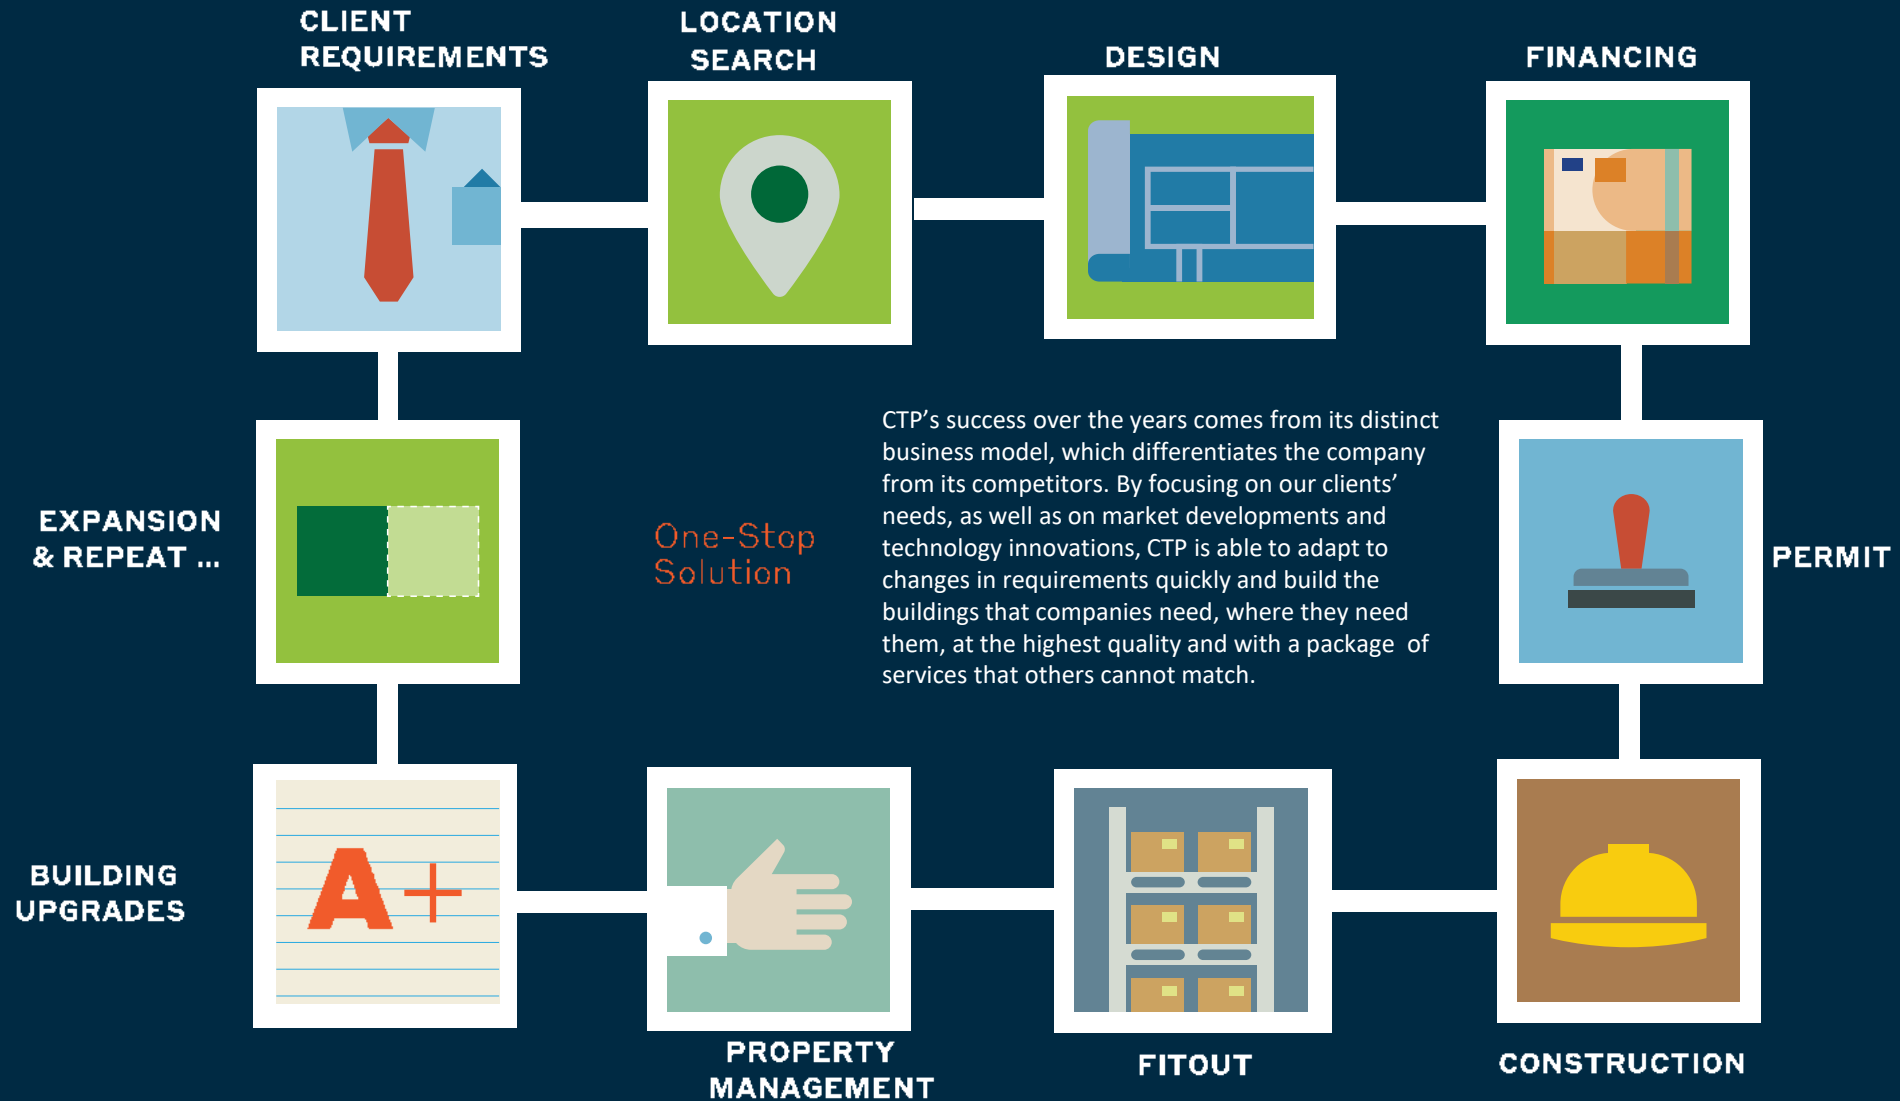 CLIENT
REQUIREMENTS
LOCATION
SEARCH
DESIGN
FINANCING
PERMIT
CONSTRUCTION
FITOUT
PROPERTY
MANAGEMENT
BUILDING
UPGRADES
A+
EXPANSION
& REPEAT ...
One-Stop
Solution
CTP’s success over the years comes from its distinct
business model, which differentiates the company
from its competitors. By focusing on our clients’
needs, as well as on market developments and
technology innovations, CTP is able to adapt to
changes in requirements quickly and build the
buildings that companies need, where they need
them, at the highest quality and with a package of
services that others cannot match.